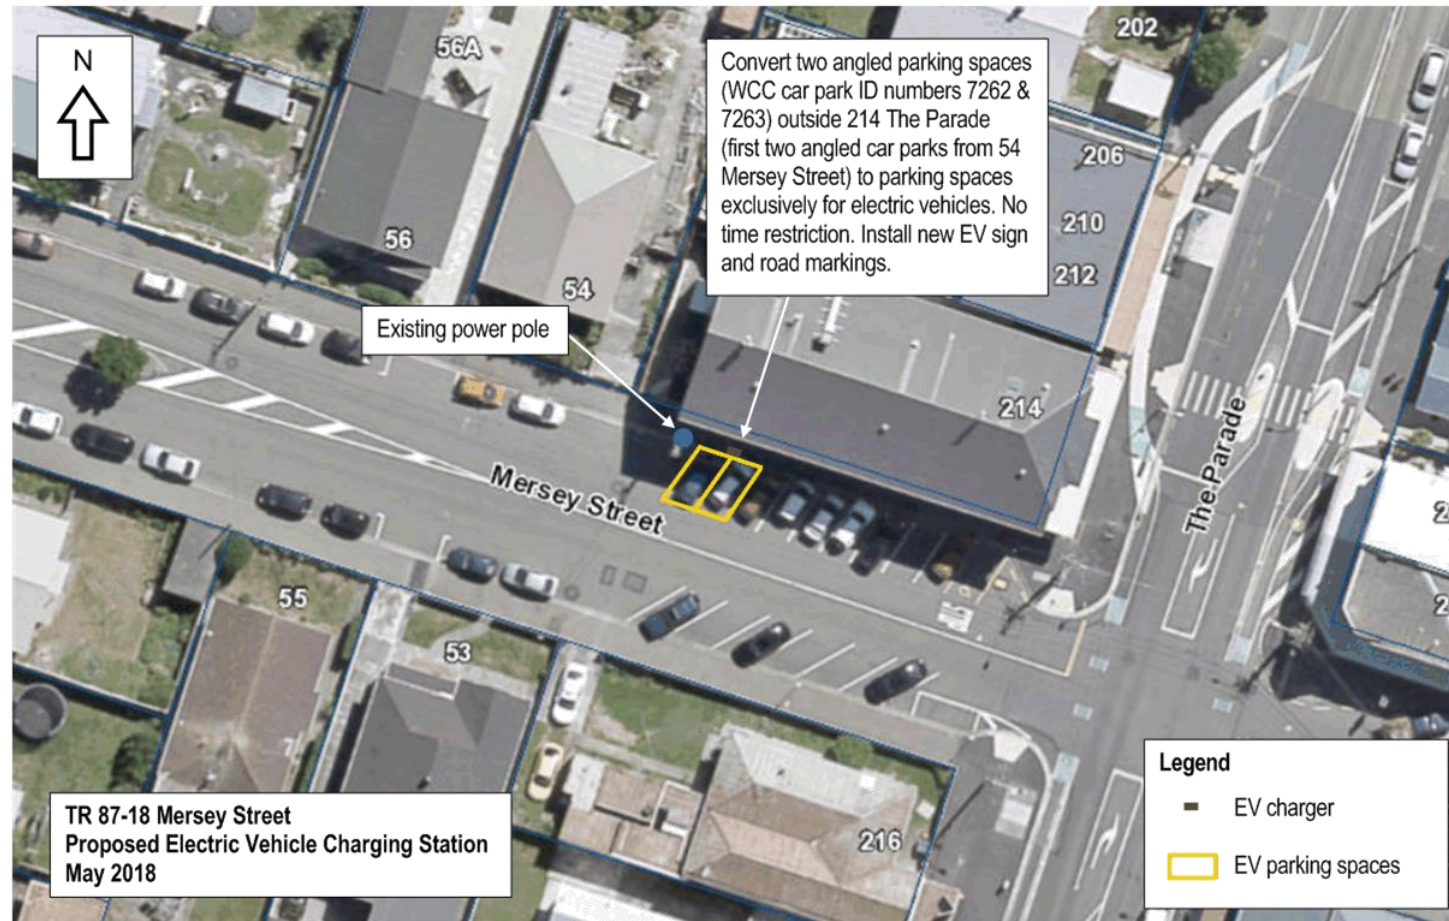 N
56A
202
Convert two angled parking spaces
(WCC car park ID numbers 7262 &
7263) outside 214 The Parade
(first two angled car parks from 54
Mersey Street) to parking spaces
exclusively for electric vehicles. No
time restriction. Install new EV sign
and road markings.
206
210
212
56
54
Existing power pole
214
The Parade
Mersey Street
55
53
216
Legend
EV charger
EV parking spaces
TR 87-18 Mersey Street
Proposed Electric Vehicle Charging Station
May 2018